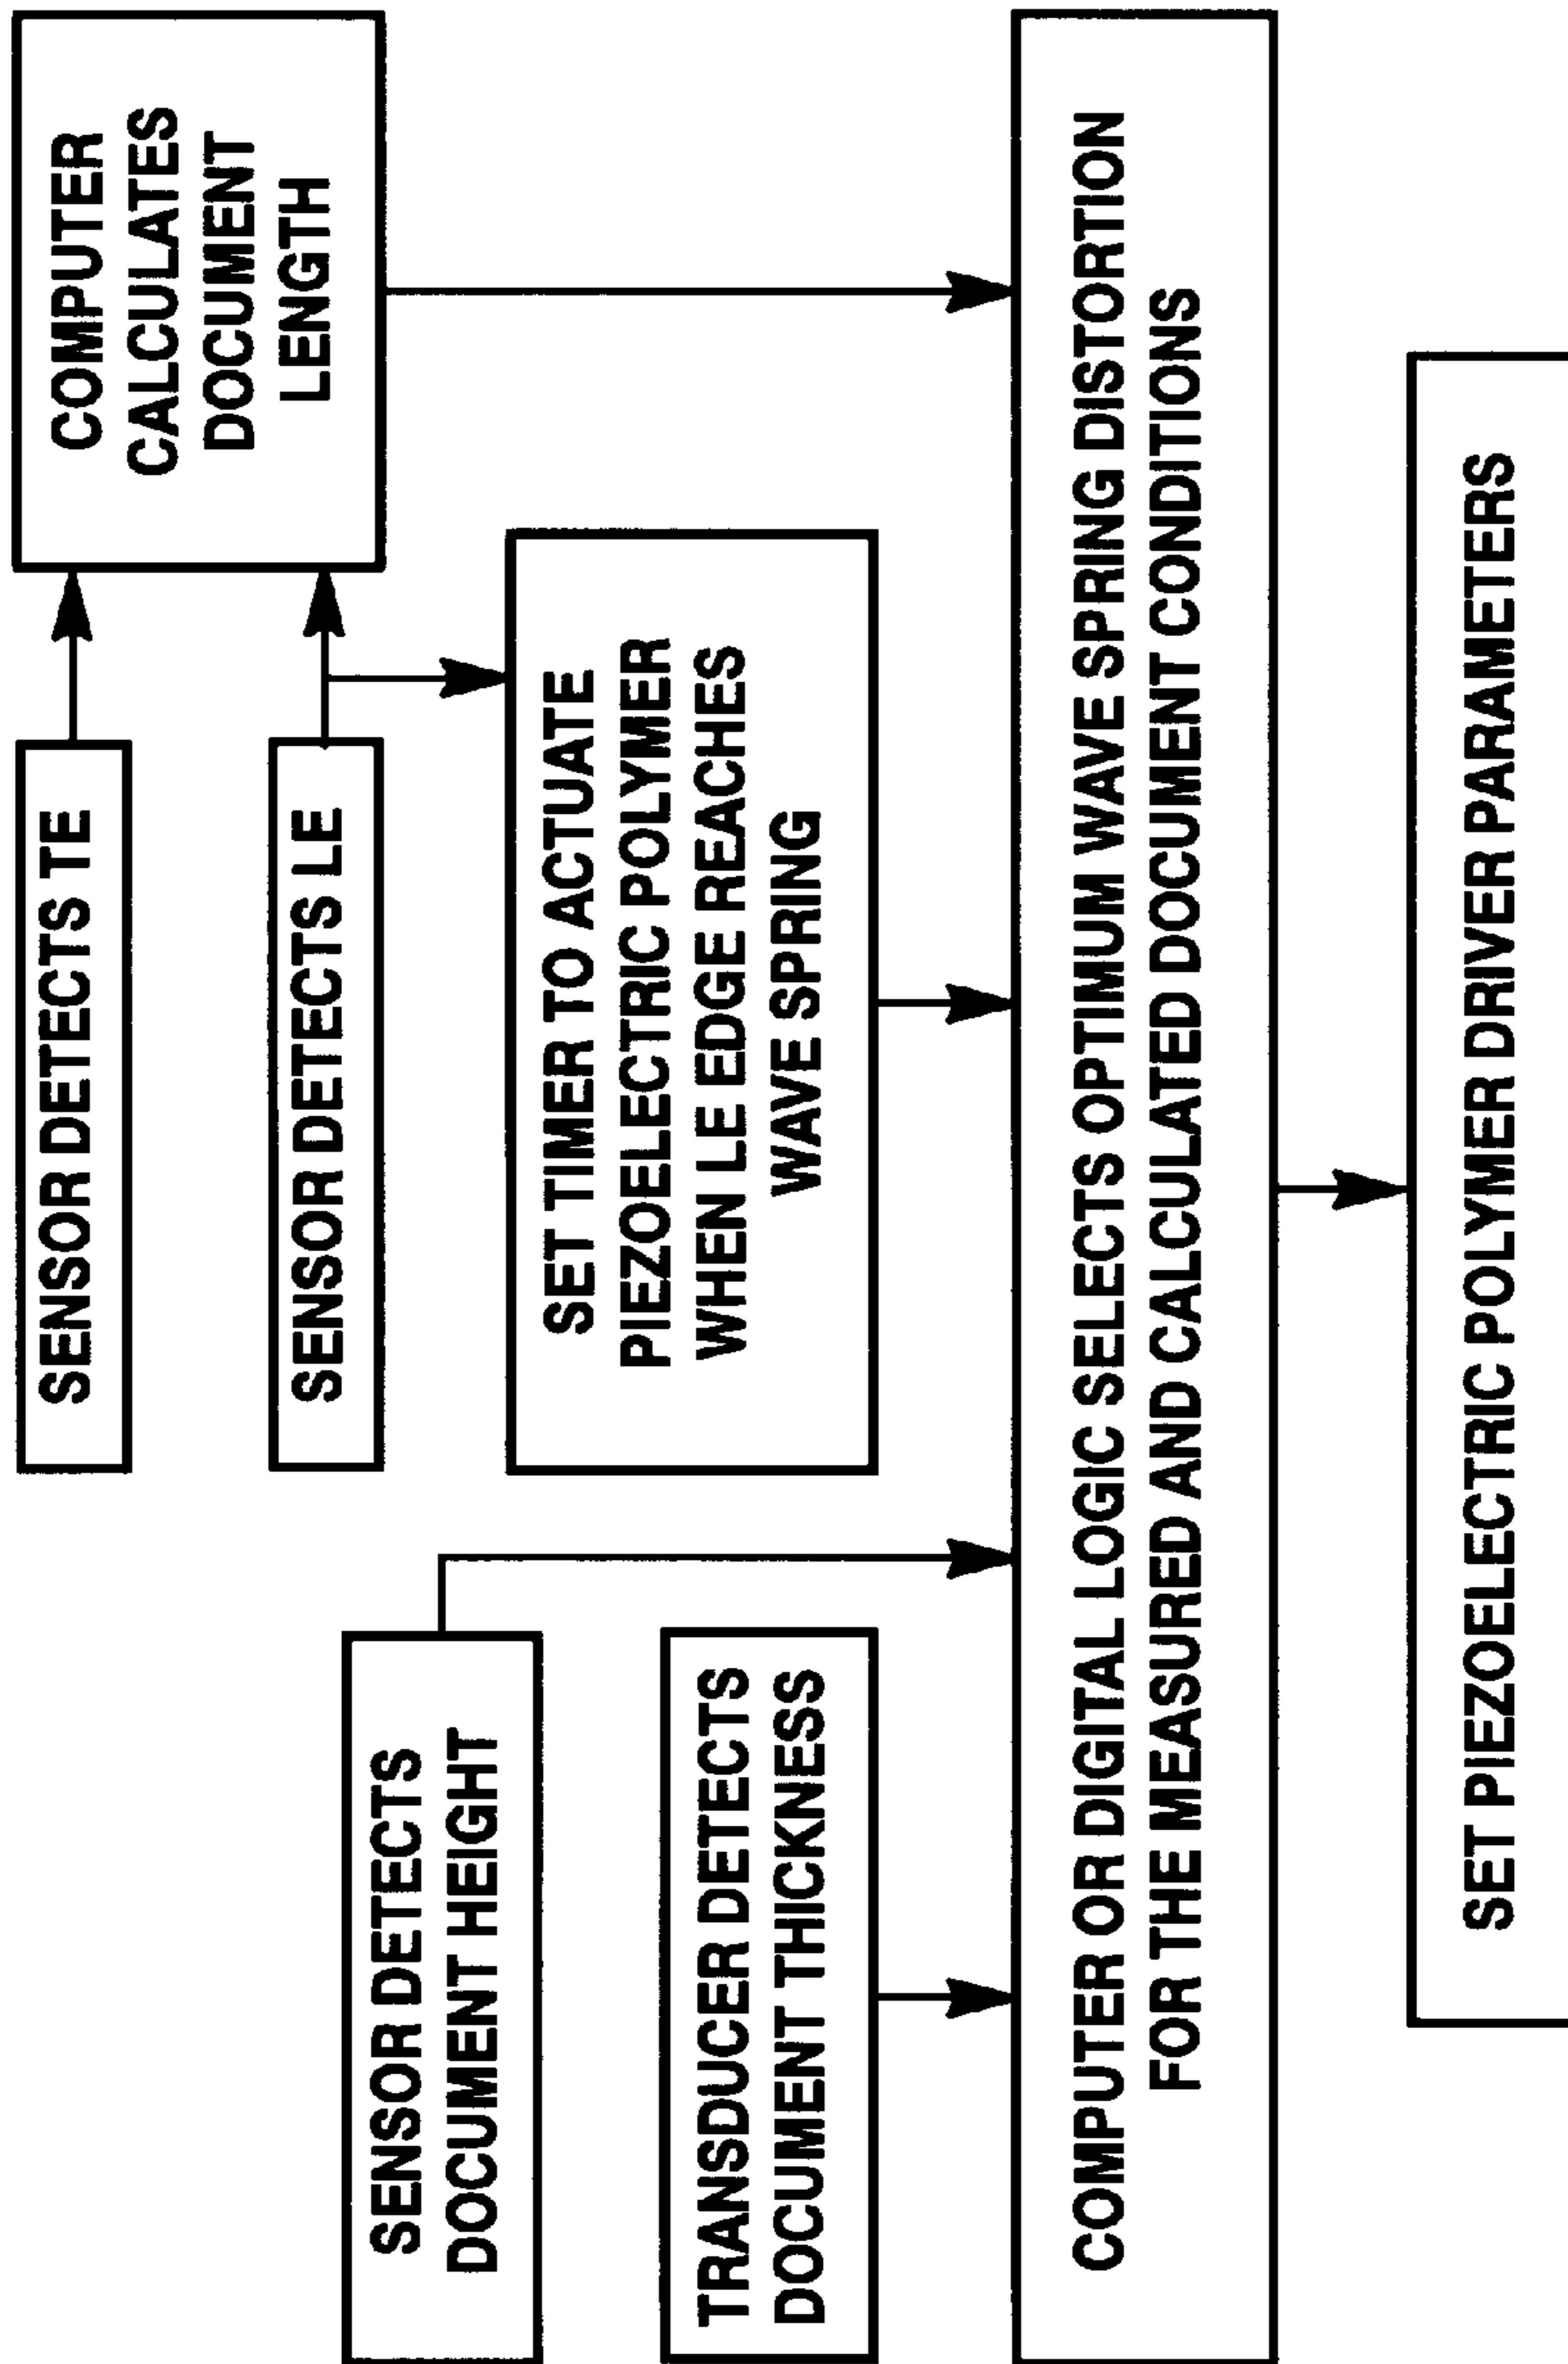 SENSOR DETECTS TE
COMPUTER
CALCULATES
DOCUMENT
LENGTH
SENSOR DETECTS LE
SENSOR DETECTS
DOCUMENT HEIGHT
SET TIMER TO ACTUATE
PIEZOELECTRIC POLYMER
WHEN LE EDGE REACHES
WAVE SPRING
TRANSDUCER DETECTS
DOCUMENT THICKNESS
COMPUTER OR DIGITAL LOGIC SELECTS OPTIMUM WAVE SPRING DISTORTION
FOR THE MEASURED AND CALCULATED DOCUMENT CONDITIONS
SET PIEZOELECTRIC POLYMER DRIVER PARAMETERS